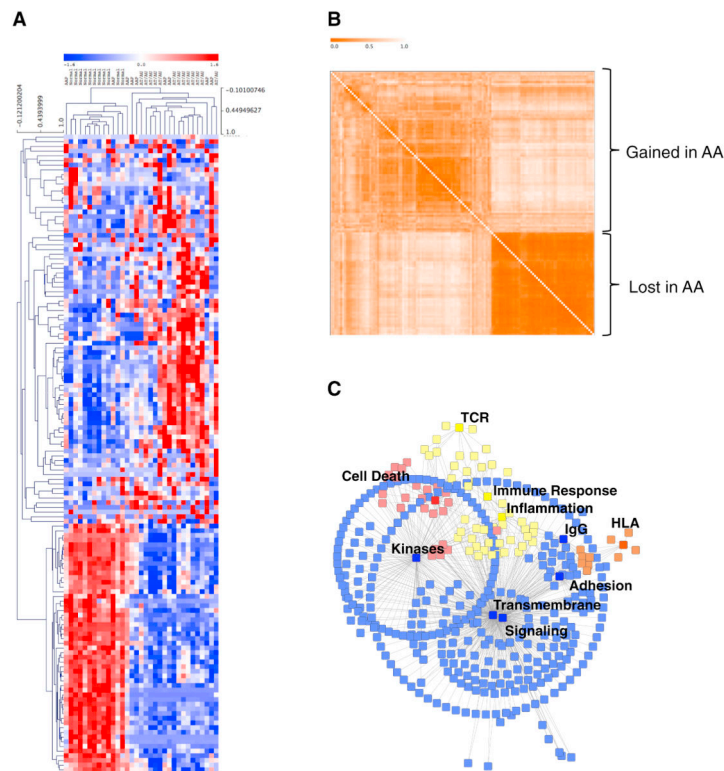 A
-1.0 0.0 1.0
-0.10100746
0.44949627
1.0
-0.121200204
0.4393999
1.0
B
0.0 0.5 1.0
Gained in AA
Lost in AA
C
TCR
Cell Death
Immune Response
Inflammation
IgG
HLA
Kinases
Adhesion
Transmembrane
Signaling